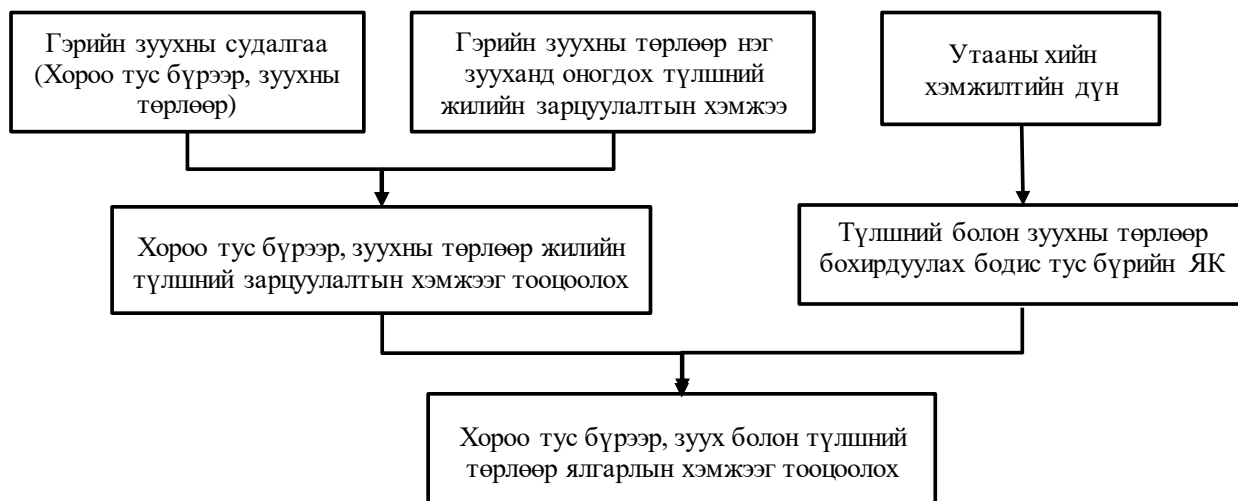 Гэрийн зуухны судалгаа
(Хороо тус бүрээр, зуухны
төрлөөр)
Гэрийн зуухны төрлөөр нэг
зууханд оногдох түлшний
жилийн зарцуулалтын хэмжээ
Утааны хийн
хэмжилтийн дүн
Хороо тус бүрээр, зуухны төрлөөр жилийн
түлшний зарцуулалтын хэмжээг тооцоолох
Түлшний болон зуухны төрлөөр
бохирдуулах бодис тус бүрийн ЯК
Хороо тус бүрээр, зуух болон түлшний
төрлөөр ялгарлын хэмжээг тооцоолох